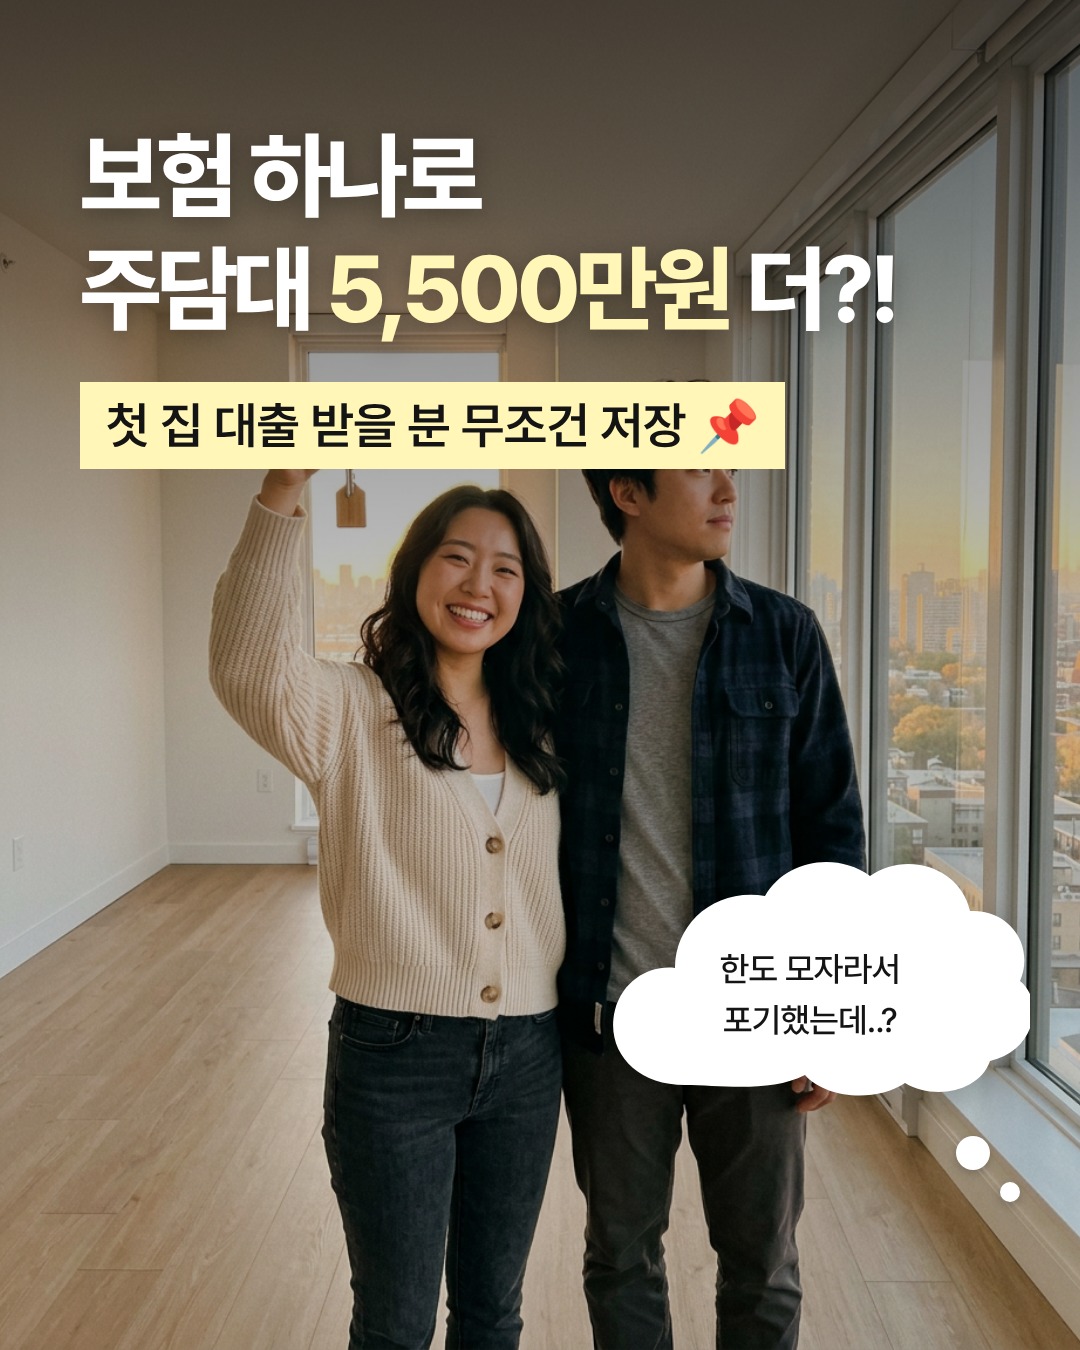 보험 하나로
주담대 5,500만원 더?!
첫 집 대출 받을 분 무조건 저장 📌
한도 모자라서
포기했는데..?